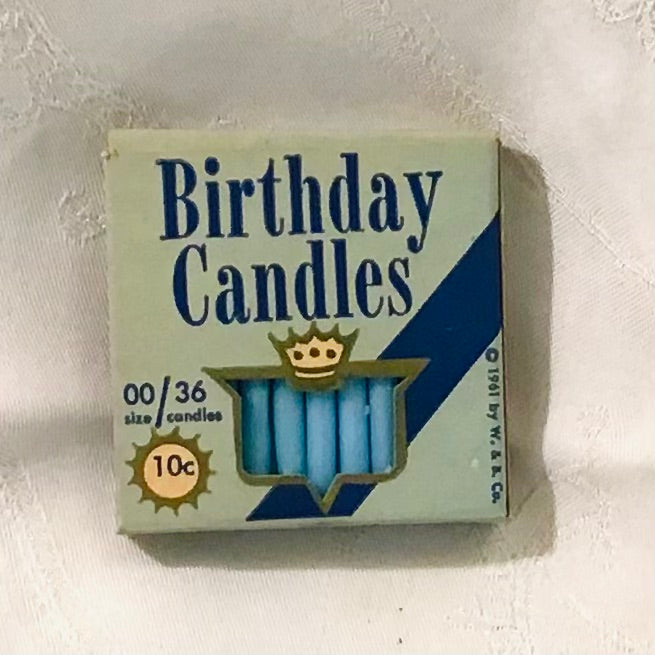 Birthday
Candles
00/36
size/candles
10c
© 1961 by W. & B. Co.